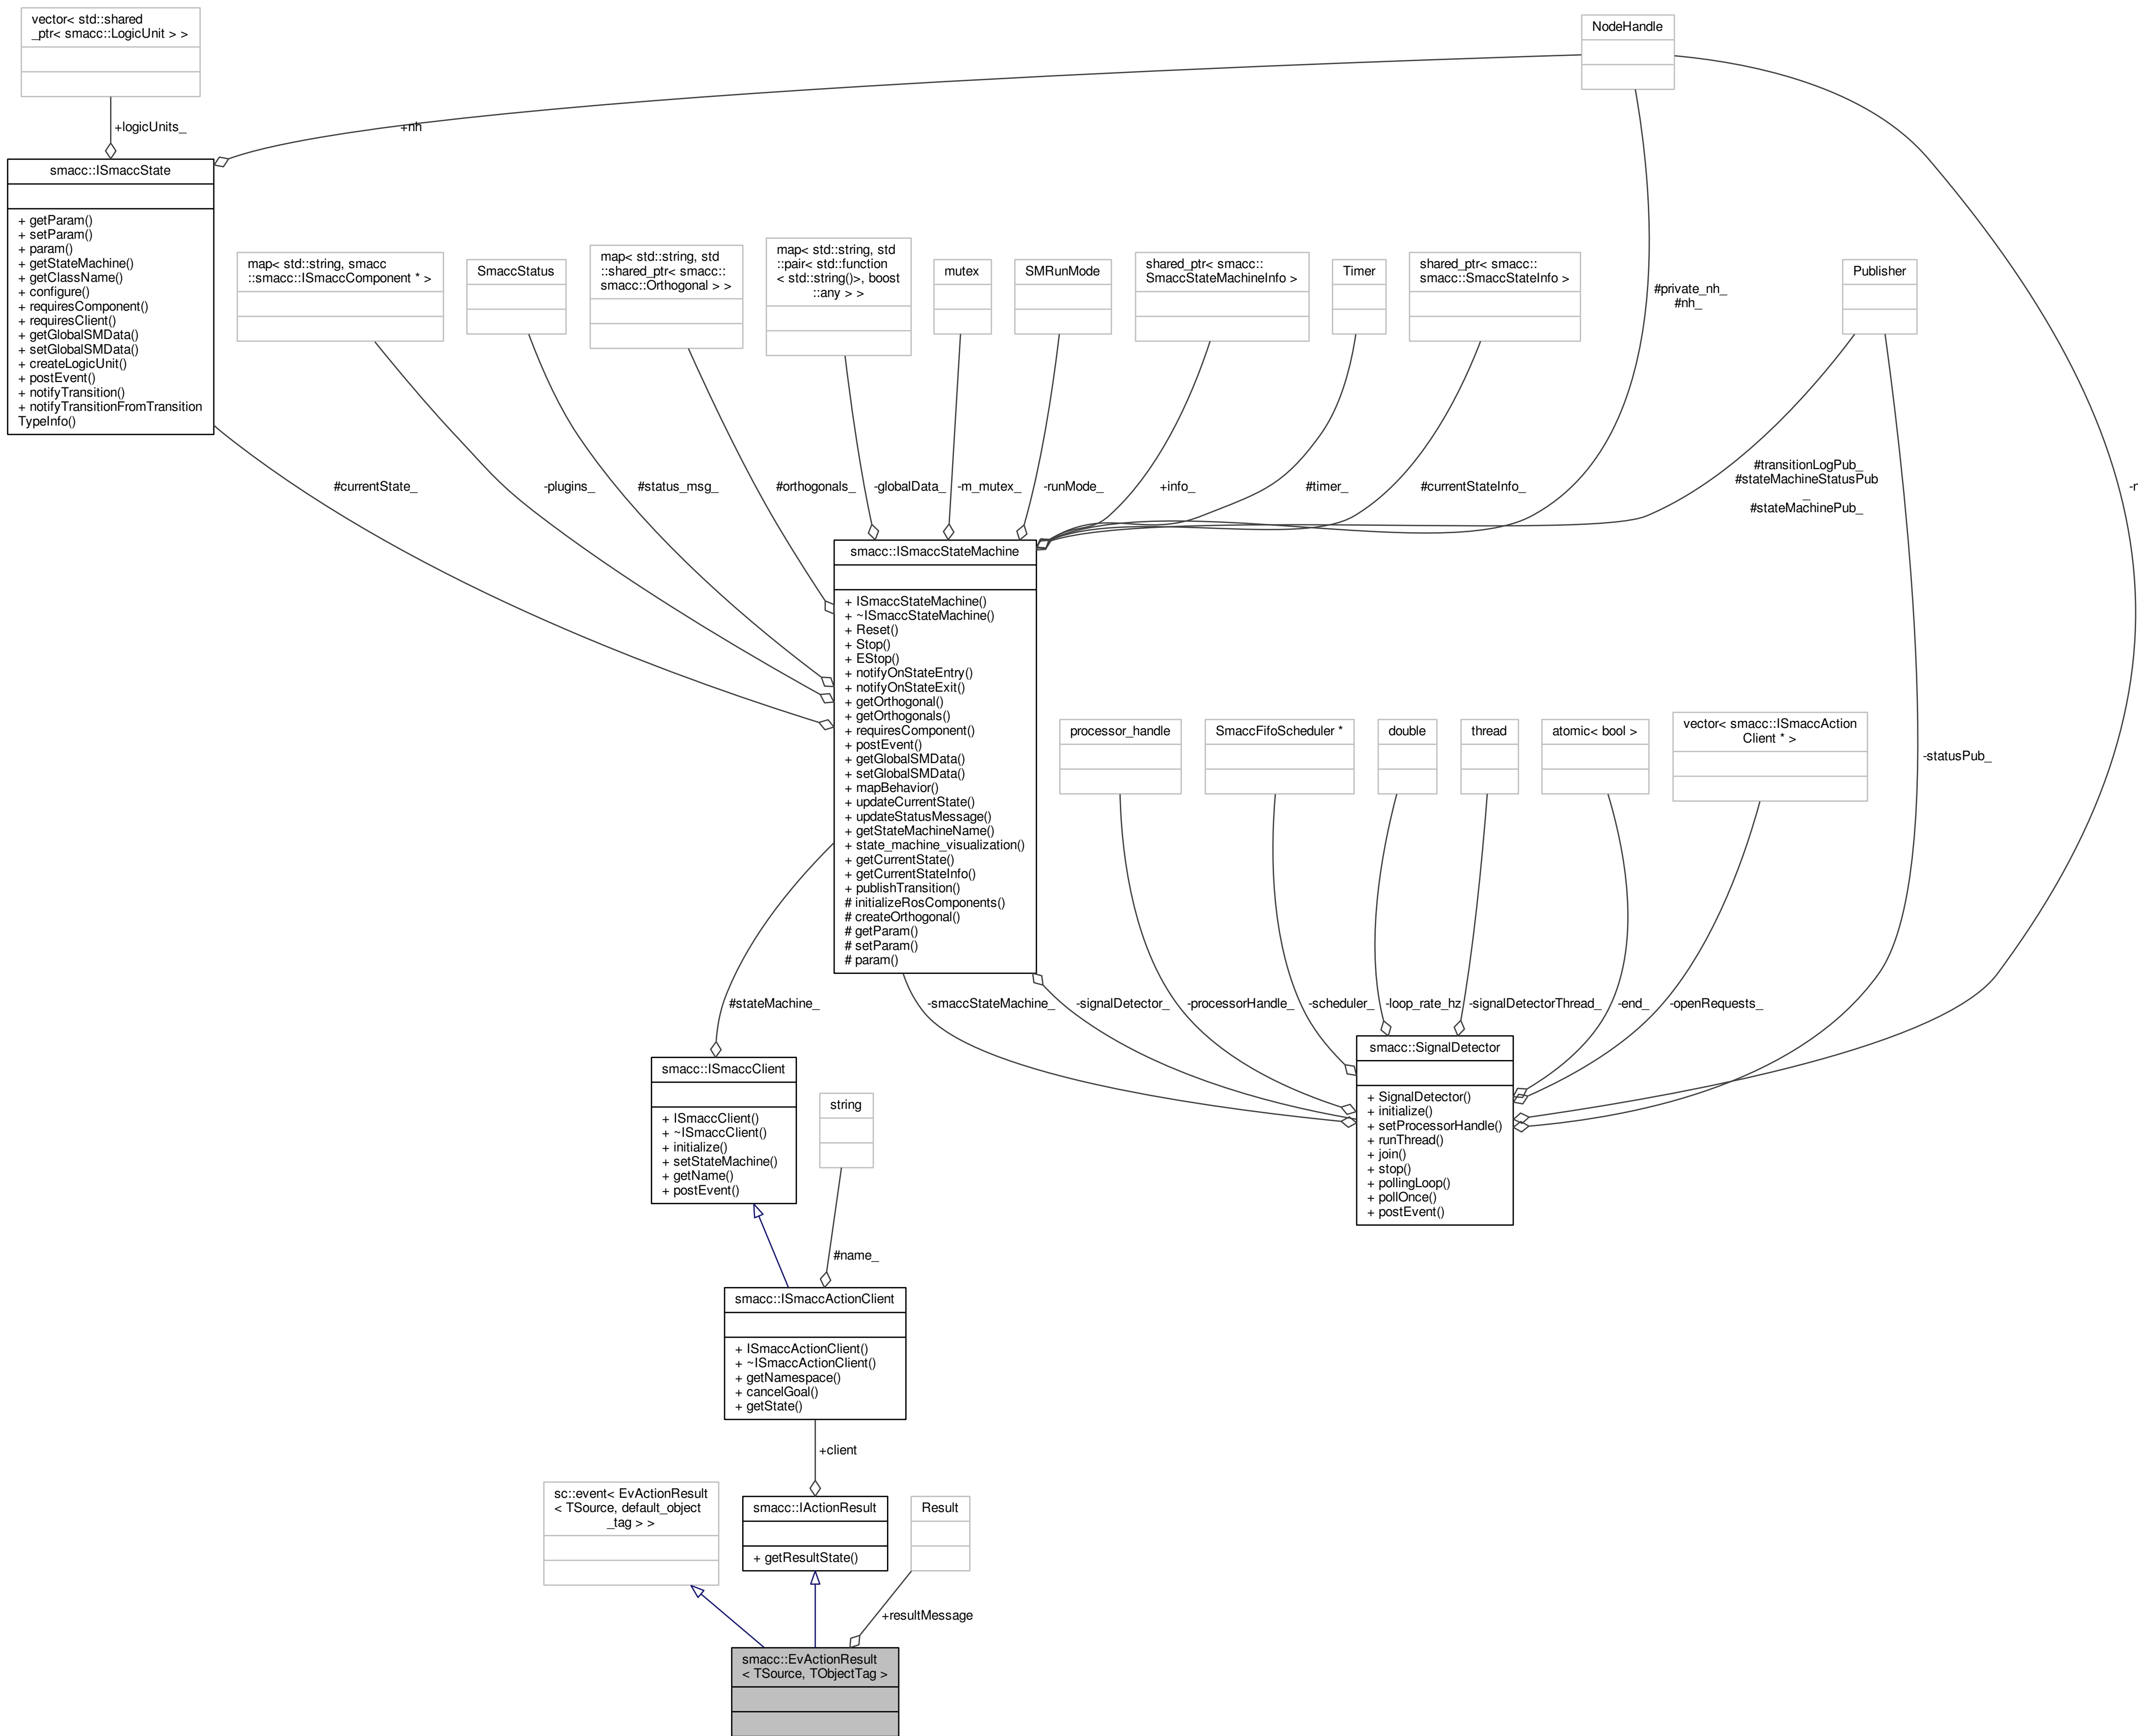 vector< std::shared
_ptr< smacc::LogicUnit > >
NodeHandle
+logicUnits_
+nh
smacc::ISmaccState
+ getParam()
+ setParam()
+ param()
+ getStateMachine()
+ getClassName()
+ configure()
+ requiresComponent()
+ requiresClient()
+ getGlobalSMData()
+ setGlobalSMData()
+ createLogicUnit()
+ postEvent()
+ notifyTransition()
+ notifyTransitionFromTransition
TypeInfo()
map< std::string, smacc
::smacc::ISmaccComponent * >
SmaccStatus
map< std::string, std
::shared_ptr< smacc::
smacc::Orthogonal > >
map< std::string, std
::pair< std::function
< std::string()>, boost
::any > >
mutex
SMRunMode
shared_ptr< smacc::
SmaccStateMachineInfo >
Timer
shared_ptr< smacc::
smacc::SmaccStateInfo >
#private_nh_
#nh_
Publisher
#currentState_
-plugins_
#status_msg_
#orthogonals_
-globalData_
-m_mutex_
-runMode_
+info_
#timer_
#currentStateInfo_
#transitionLogPub_
#stateMachineStatusPub
_
#stateMachinePub_
smacc::ISmaccStateMachine
+ ISmaccStateMachine()
+ ~ISmaccStateMachine()
+ Reset()
+ Stop()
+ EStop()
+ notifyOnStateEntry()
+ notifyOnStateExit()
+ getOrthogonal()
+ getOrthogonals()
+ requiresComponent()
+ postEvent()
+ getGlobalSMData()
+ setGlobalSMData()
+ mapBehavior()
+ updateCurrentState()
+ updateStatusMessage()
+ getStateMachineName()
+ state_machine_visualization()
+ getCurrentState()
+ getCurrentStateInfo()
+ publishTransition()
# initializeRosComponents()
# createOrthogonal()
# getParam()
# setParam()
# param()
processor_handle
SmaccFifoScheduler *
double
thread
atomic< bool >
vector< smacc::ISmaccAction
Client * >
-statusPub_
#stateMachine_
-smaccStateMachine_
-signalDetector_
-processorHandle_
-scheduler_
-loop_rate_hz
-signalDetectorThread_
-end_
-openRequests_
smacc::SignalDetector
+ SignalDetector()
+ initialize()
+ setProcessorHandle()
+ runThread()
+ join()
+ stop()
+ pollingLoop()
+ pollOnce()
+ postEvent()
smacc::ISmaccClient
+ ISmaccClient()
+ ~ISmaccClient()
+ initialize()
+ setStateMachine()
+ getName()
+ postEvent()
string
#name_
smacc::ISmaccActionClient
+ ISmaccActionClient()
+ ~ISmaccActionClient()
+ getNamespace()
+ cancelGoal()
+ getState()
+client
sc::event< EvActionResult
< TSource, default_object
_tag > >
smacc::IActionResult
+ getResultState()
Result
+resultMessage
smacc::EvActionResult
< TSource, TObjectTag >